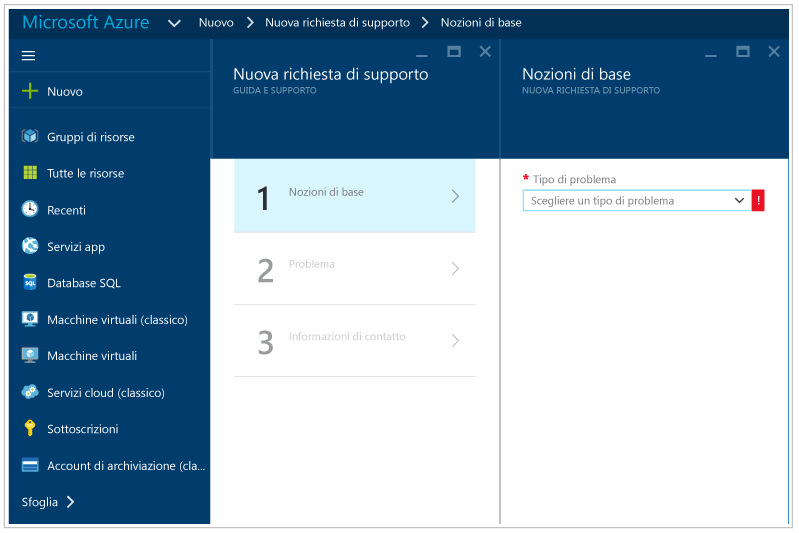 Microsoft Azure Nuovo Nuova richiesta di supporto Nozioni di base
Nuovo
Gruppi di risorse
Tutte le risorse
Recenti
Servizi app
Database SQL
Macchine virtuali (classico)
Macchine virtuali
Servizi cloud (classico)
Sottoscrizioni
Account di archiviazione (cla...
Sfoglia
Nuova richiesta di supporto
GUIDA E SUPPORTO
1 Nozioni di base
2 Problema
3 Informazioni di contatto
Nozioni di base
NUOVA RICHIESTA DI SUPPORTO
* Tipo di problema
Scegliere un tipo di problema !